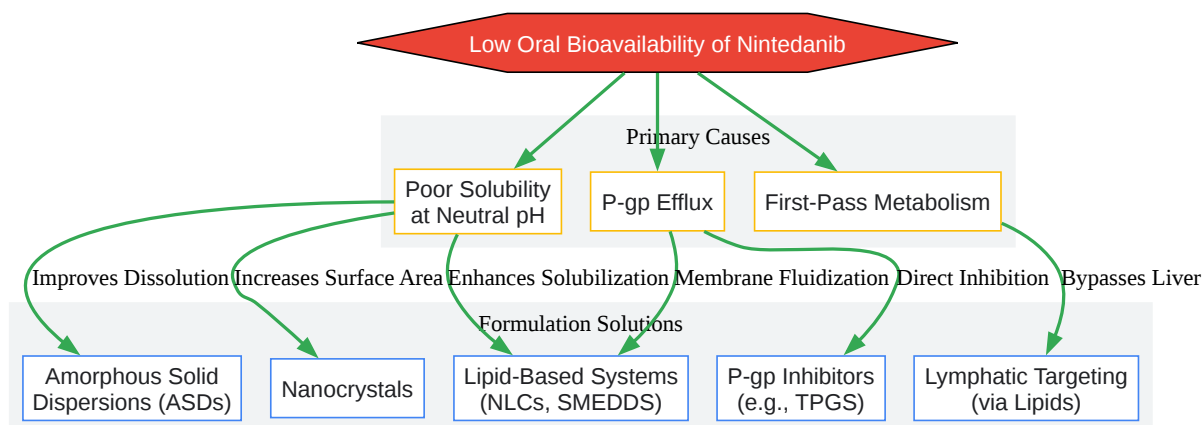 Low Oral Bioavailability of Nintedanib
Primary Causes
Poor Solubility
at Neutral pH
P-gp Efflux
First-Pass Metabolism
Improves Dissolution
Increases Surface Area
Enhances Solubilization
Membrane Fluidization
Direct Inhibition
Bypasses Liver
Formulation Solutions
Amorphous Solid
Dispersions (ASDs)
Nanocrystals
Lipid-Based Systems
(NLCs, SMEDDS)
P-gp Inhibitors
(e.g., TPGS)
Lymphatic Targeting
(via Lipids)